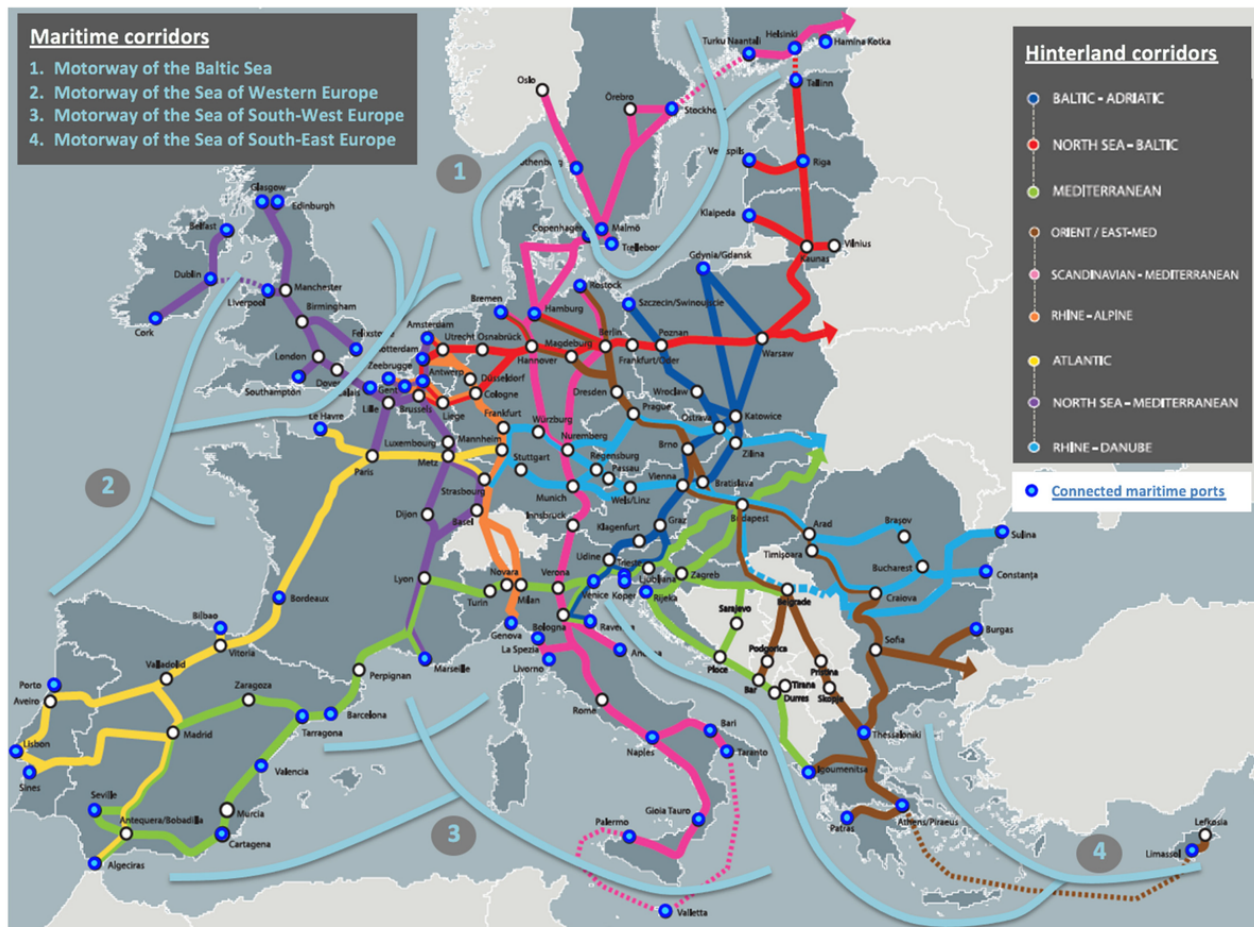 Maritime corridors
1. Motorway of the Baltic Sea
2. Motorway of the Sea of Western Europe
3. Motorway of the Sea of South-West Europe
4. Motorway of the Sea of South-East Europe
Hinterland corridors
BALTIC – ADRIATIC
NORTH SEA – BALTIC
MEDITERRANEAN
ORIENT / EAST-MED
SCANDINAVIAN – MEDITERRANEAN
RHINE – ALPINE
ATLANTIC
NORTH SEA – MEDITERRANEAN
RHINE – DANUBE
Connected maritime ports
1
2
3
4
Turku Naantali
Helsinki
Hamina Kotka
Tallinn
Oslo
Örebro
Stockholm
Ventspils
Riga
Klaipeda
Kaunas
Vilnius
Copenhagen
Malmö
Trelleborg
Glasgow
Edinburgh
Belfast
Dublin
Cork
Liverpool
Manchester
Birmingham
Felixstowe
London
Dover
Southampton
Calais
Gdynia/Gdansk
Szczecin/Swinoujscie
Rostock
Bremen
Hamburg
Amsterdam
Rotterdam
Utrecht
Osnabrück
Hannover
Magdeburg
Berlin
Frankfurt/Oder
Poznan
Warsaw
Zeebrugge
Gent
Antwerp
Düsseldorf
Cologne
Lille
Brussels
Liege
Dresden
Wroclaw
Katowice
Ostrava
Prague
Le Havre
Paris
Luxembourg
Metz
Frankfurt
Mannheim
Würzburg
Nuremberg
Stuttgart
Regensburg
Passau
Brno
Zilina
Strasbourg
Munich
Wels/Linz
Vienna
Bratislava
Dijon
Basel
Innsbruck
Klagenfurt
Graz
Budapest
Arad
Timişoara
Braşov
Sulina
Bucharest
Constanţa
Craiova
Lyon
Turin
Novara
Milan
Verona
Udine
Trieste
Venice
Koper
Ljubljana
Zagreb
Rijeka
Belgrade
Bordeaux
Genova
Bologna
Ravenna
La Spezia
Livorno
Ancona
Sarajevo
Ploce
Podgorica
Bar
Pristina
Skopje
Tirana
Durres
Sofia
Burgas
Bilbao
Vitoria
Marseille
Perpignan
Porto
Aveiro
Valladolid
Zaragoza
Barcelona
Tarragona
Madrid
Lisbon
Sines
Valencia
Seville
Antequera/Bobadilla
Murcia
Cartagena
Algeciras
Rome
Naples
Bari
Taranto
Gioia Tauro
Palermo
Valletta
Thessaloniki
Igoumenitsa
Patras
Athens/Piraeus
Lefkosia
Limassol